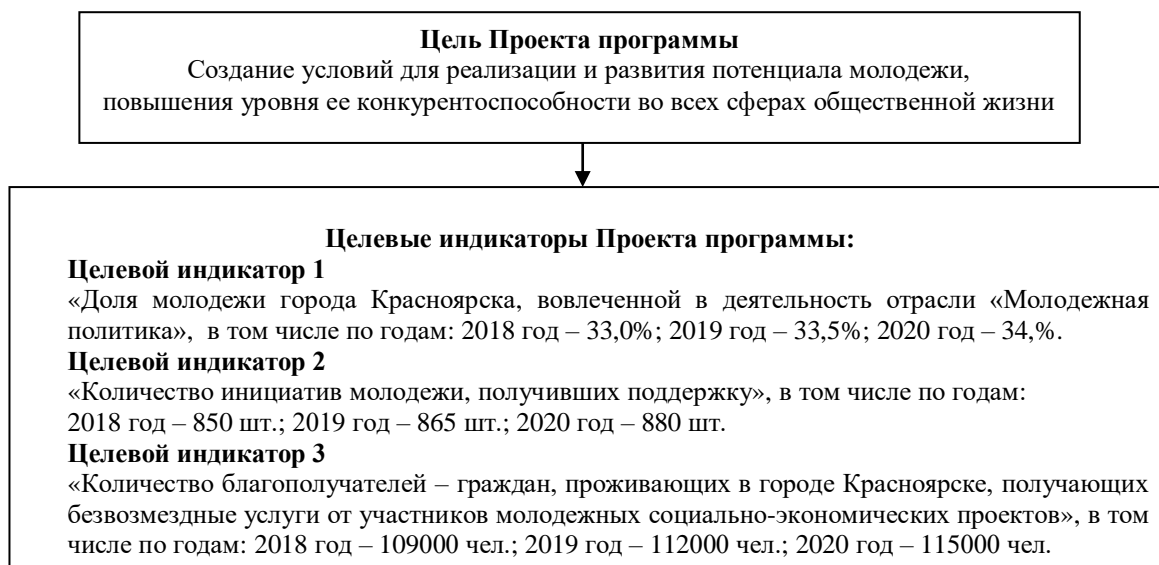 Цель Проекта программы
Создание условий для реализации и развития потенциала молодежи,
повышения уровня ее конкурентоспособности во всех сферах общественной жизни
Целевые индикаторы Проекта программы:
Целевой индикатор 1
«Доля молодежи города Красноярска, вовлеченной в деятельность отрасли «Молодежная
политика», в том числе по годам: 2018 год – 33,0%; 2019 год – 33,5%; 2020 год – 34,%.
Целевой индикатор 2
«Количество инициатив молодежи, получивших поддержку», в том числе по годам:
2018 год – 850 шт.; 2019 год – 865 шт.; 2020 год – 880 шт.
Целевой индикатор 3
«Количество благополучателей – граждан, проживающих в городе Красноярске, получающих
безвозмездные услуги от участников молодежных социально-экономических проектов», в том
числе по годам: 2018 год – 109000 чел.; 2019 год – 112000 чел.; 2020 год – 115000 чел.